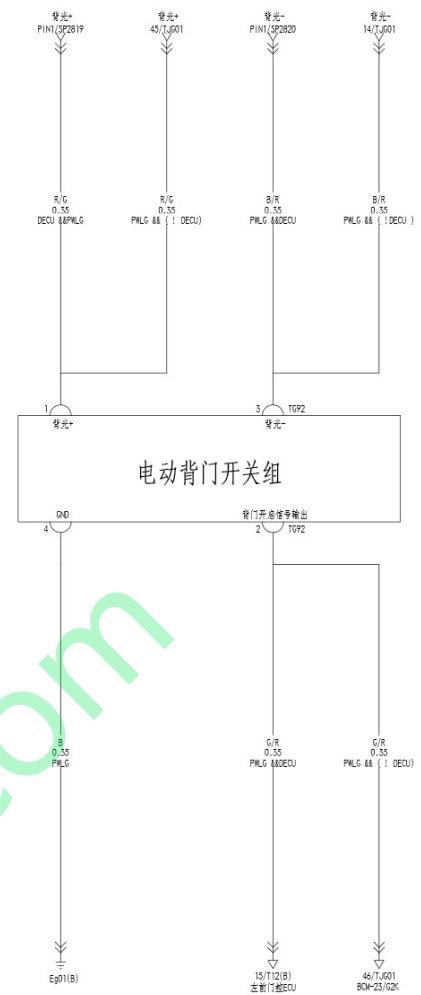 背光+ 背光+ 背光- 背光-
PIN1/SP2819 45/TJG01 PIN1/SP2820 14/TJG01
R/G R/G B/R B/R
0.35 0.35 0.35 0.35
DECU &&PWLG PWLG && ( ! DECU) PWLG &&DECU PWLG && ( !DECU )
1 3 TG92
背光+ 背光-
电动背门开关组
GND 背门开启信号输出
4 2 TG92
B G/R G/R
0.35 0.35 0.35
PWLG PWLG &&DECU PWLG && ( ! DECU)
Eg01(B) 15/T12(B) 46/TJG01
左前门控ECU BCM-23/G2K
com